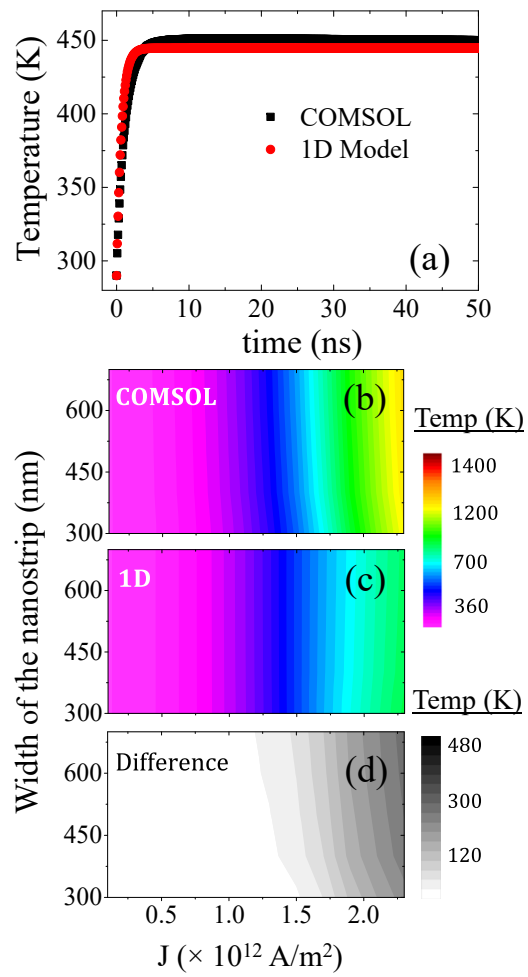 450
400
350
300
Temperature (K)
COMSOL
1D Model
(a)
0 10 20 30 40 50
time (ns)
Width of the nanostrip (nm)
600
450
300
COMSOL
(b)
Temp (K)
1400
1200
700
360
600
450
300
1D
(c)
Temp (K)
600
450
300
Difference
(d)
480
300
120
0.5 1.0 1.5 2.0
J (× 10¹² A/m²)